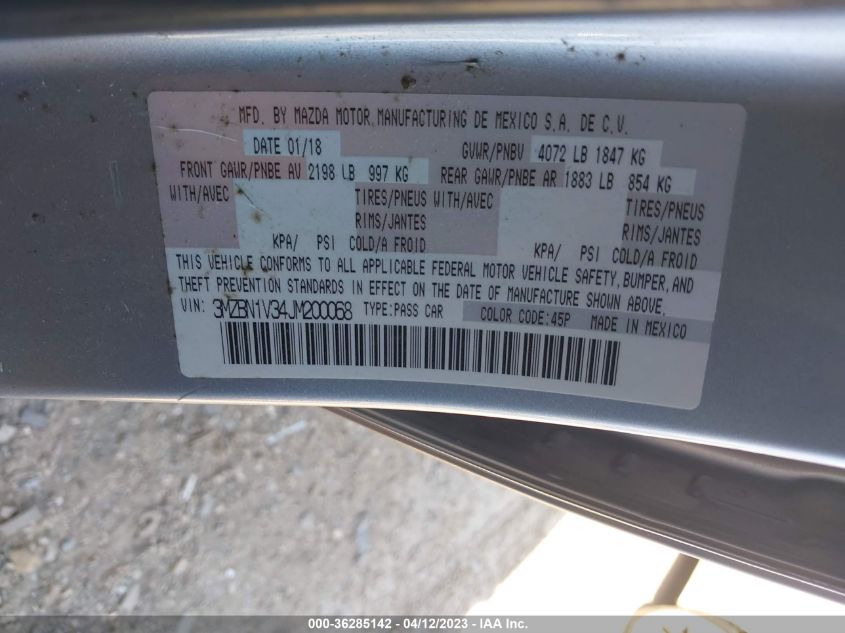 MFD. BY MAZDA MOTOR MANUFACTURING DE MEXICO S.A. DE C.V.
DATE 01/18 GVWR/PNBV 4072 LB 1847 KG
FRONT GAWR/PNBE AV 2198 LB 997 KG REAR GAWR/PNBE AR 1883 LB 854 KG
WITH/AVEC TIRES/PNEUS WITH/AVEC TIRES/PNEUS
RIMS/JANTES RIMS/JANTES
KPA/ PSI COLD/A FROID KPA/ PSI COLD/A FROID
THIS VEHICLE CONFORMS TO ALL APPLICABLE FEDERAL MOTOR VEHICLE SAFETY, BUMPER, AND
THEFT PREVENTION STANDARDS IN EFFECT ON THE DATE OF MANUFACTURE SHOWN ABOVE.
VIN: 3MZBN1V34JM200068 TYPE:PASS CAR COLOR CODE:45P MADE IN MEXICO
000-36285142 - 04/12/2023 - IAA Inc.